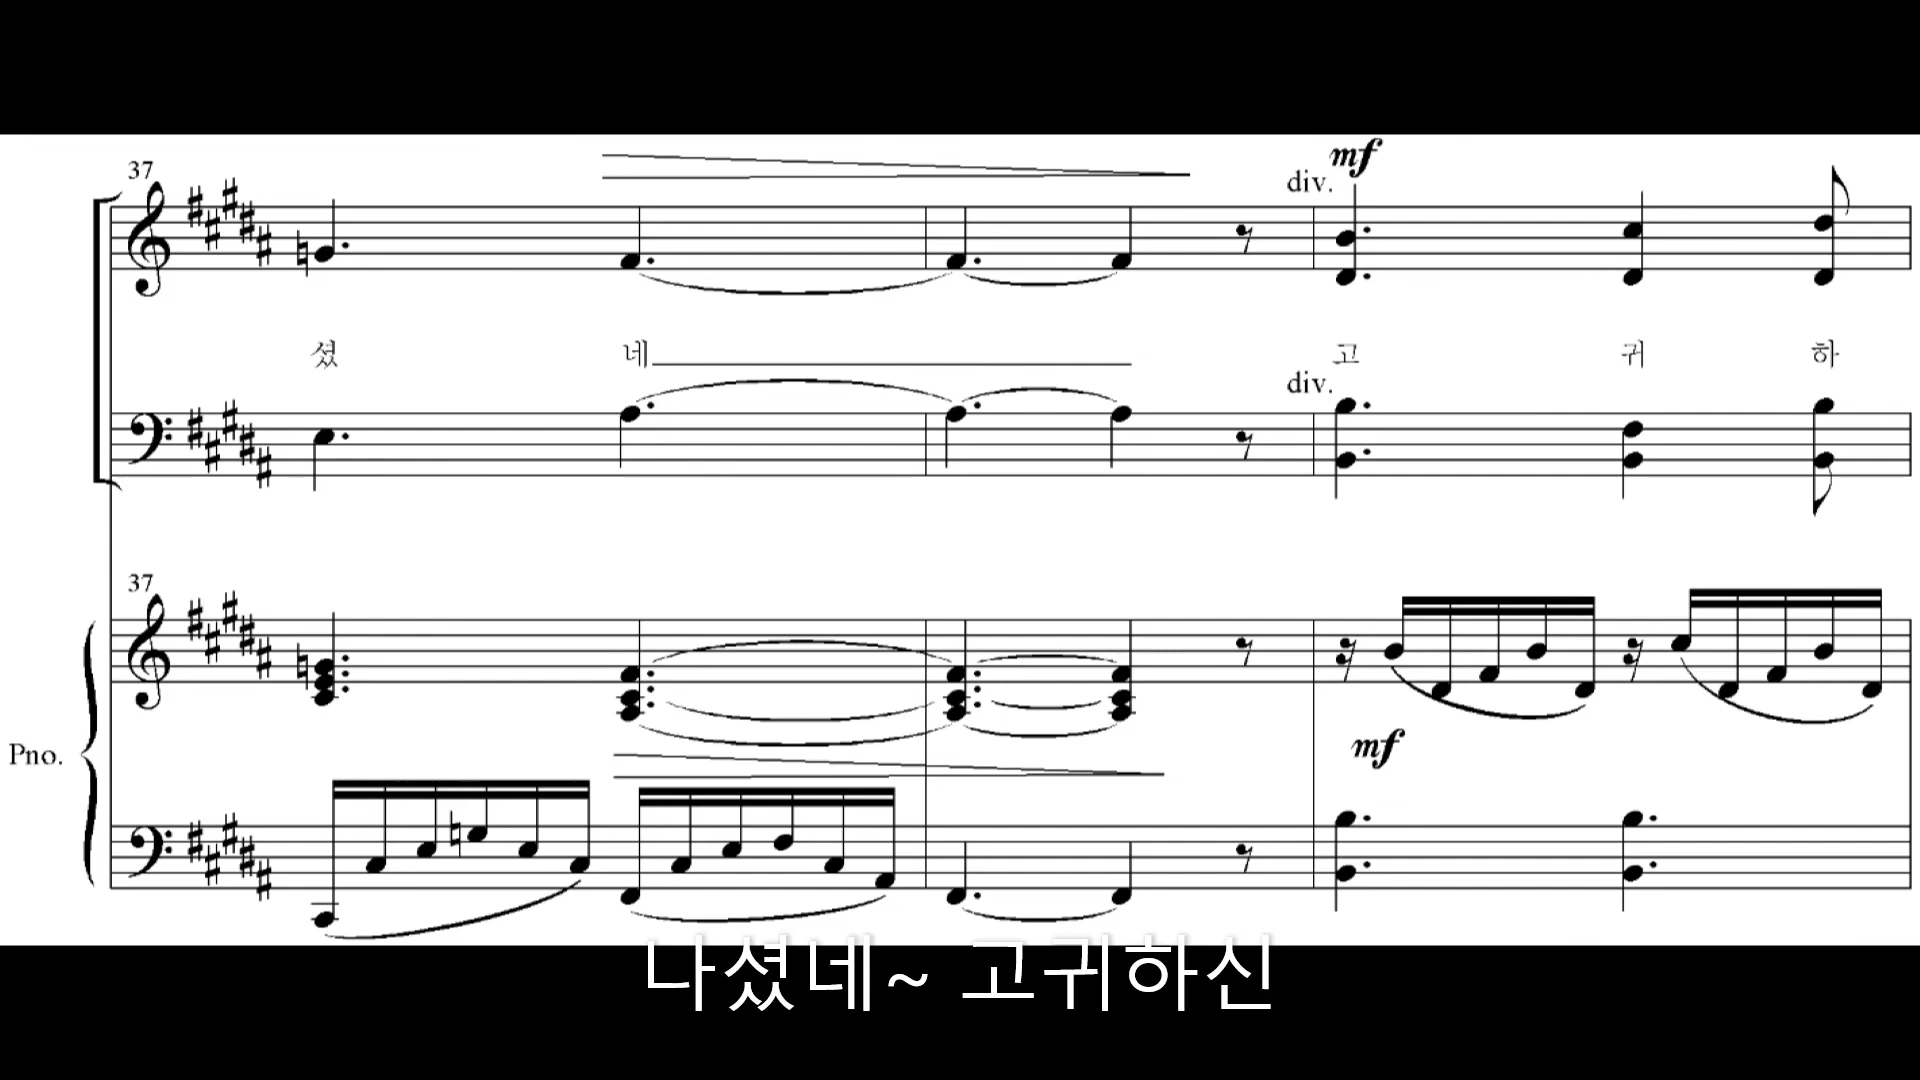 37
mf
div.
셨 네 고 귀 하
div.
37
Pno.
mf
나셨네~ 고귀하신